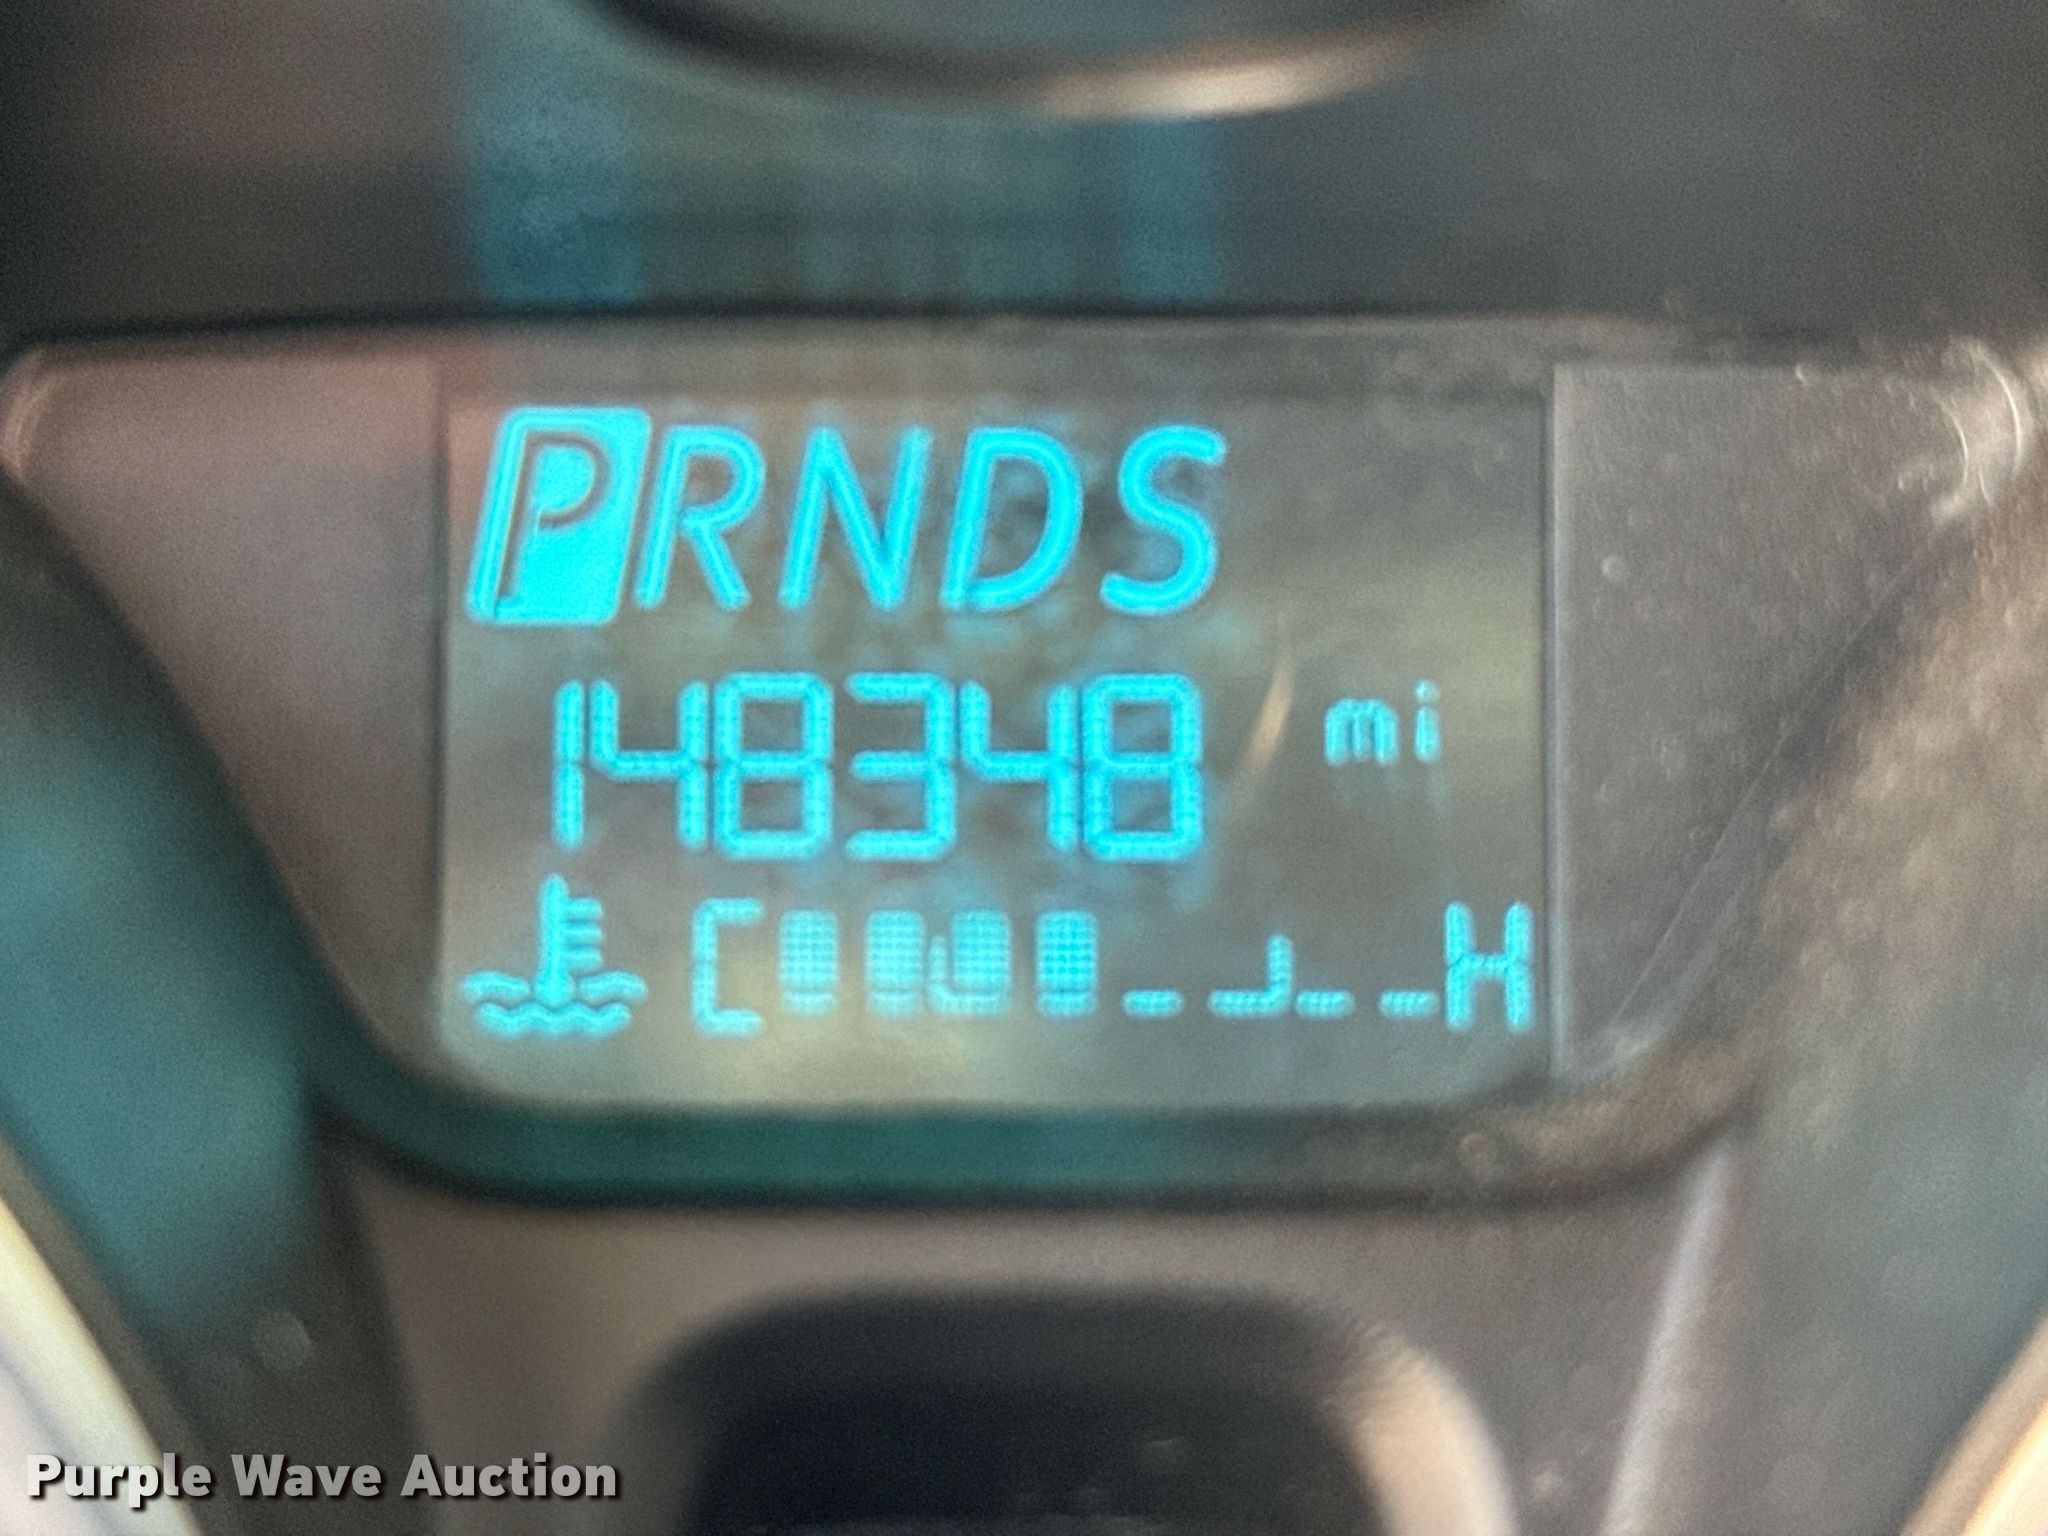 PRNDS
148348 mi
C H
Purple Wave Auction